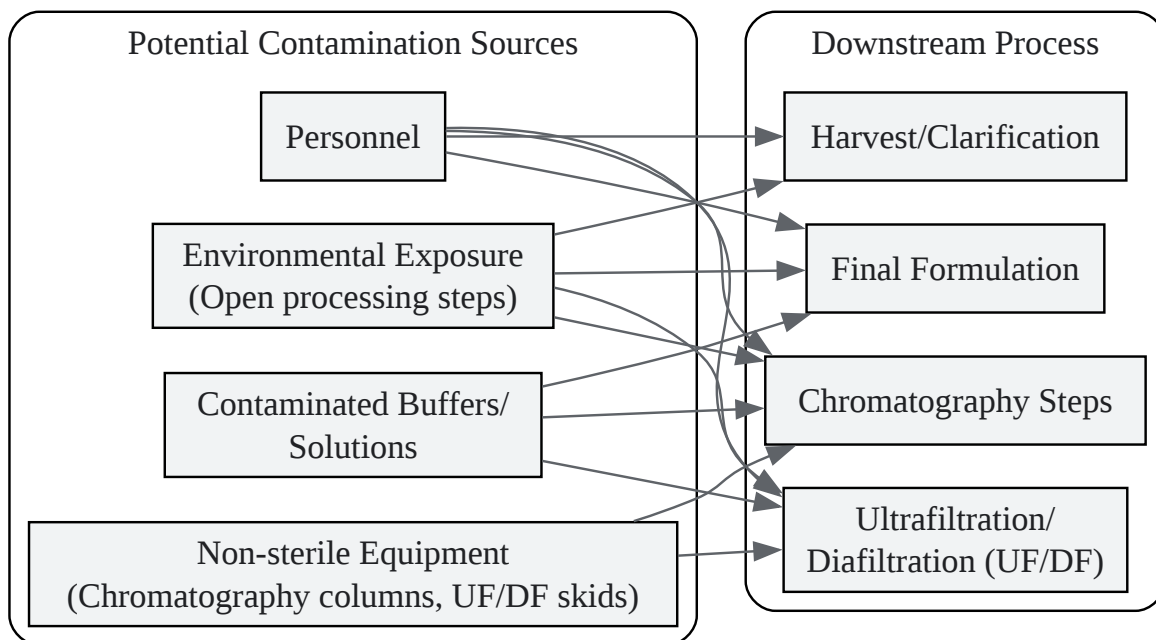 Potential Contamination Sources
Personnel
Environmental Exposure
(Open processing steps)
Contaminated Buffers/
Solutions
Non-sterile Equipment
(Chromatography columns, UF/DF skids)
Downstream Process
Harvest/Clarification
Final Formulation
Chromatography Steps
Ultrafiltration/
Diafiltration (UF/DF)